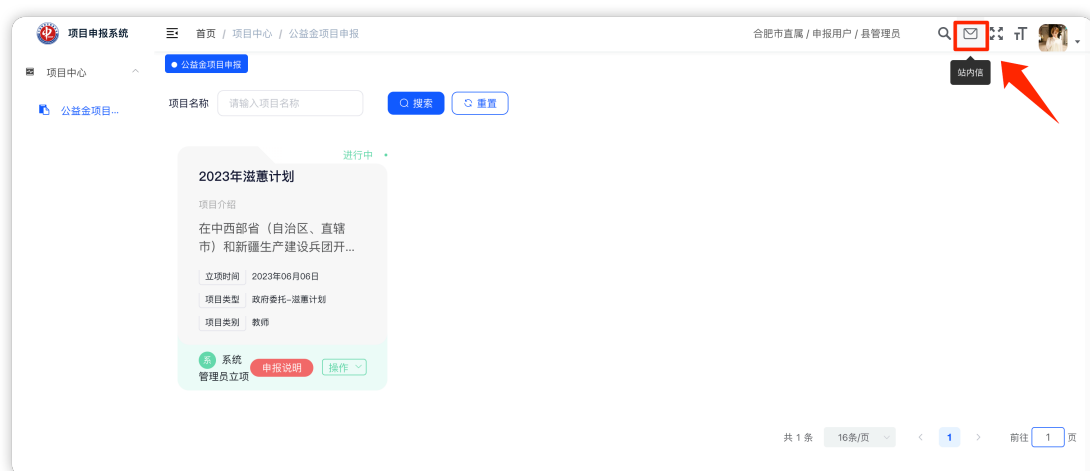 项目申报系统
首页 / 项目中心 / 公益金项目申报
合肥市直属 / 申报用户 / 县管理员
站内信
项目中心
公益金项目...
公益金项目申报
项目名称 请输入项目名称 搜索 重置
进行中
2023年滋蕙计划
项目介绍
在中西部省（自治区、直辖
市）和新疆生产建设兵团开...
立项时间 2023年06月06日
项目类型 政府委托-滋蕙计划
项目类别 教师
系 系统
管理员立项
申报说明 操作
共 1 条 16条/页 1 前往 1 页